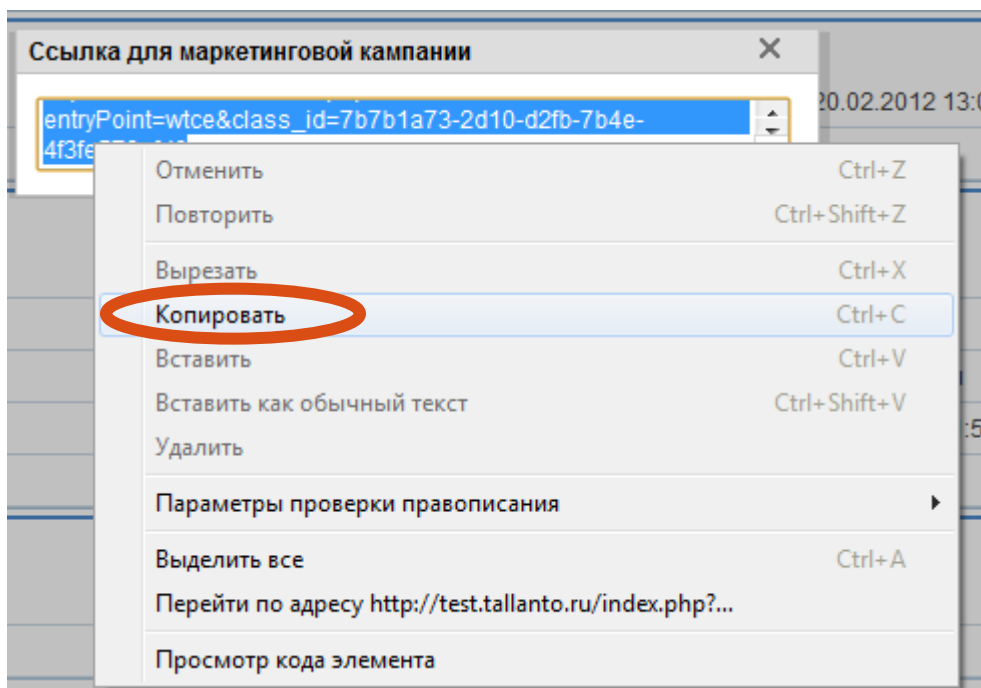 Ссылка для маркетинговой кампании
20.02.2012 13:0
entryPoint=wtce&class_id=7b7b1a73-2d10-d2fb-7b4e-
4f3fe
Отменить Ctrl+Z
Повторить Ctrl+Shift+Z
Вырезать Ctrl+X
Копировать Ctrl+C
Вставить Ctrl+V
Вставить как обычный текст Ctrl+Shift+V
:5
Удалить
Параметры проверки правописания
Выделить все Ctrl+A
Перейти по адресу http://test.tallanto.ru/index.php?...
Просмотр кода элемента